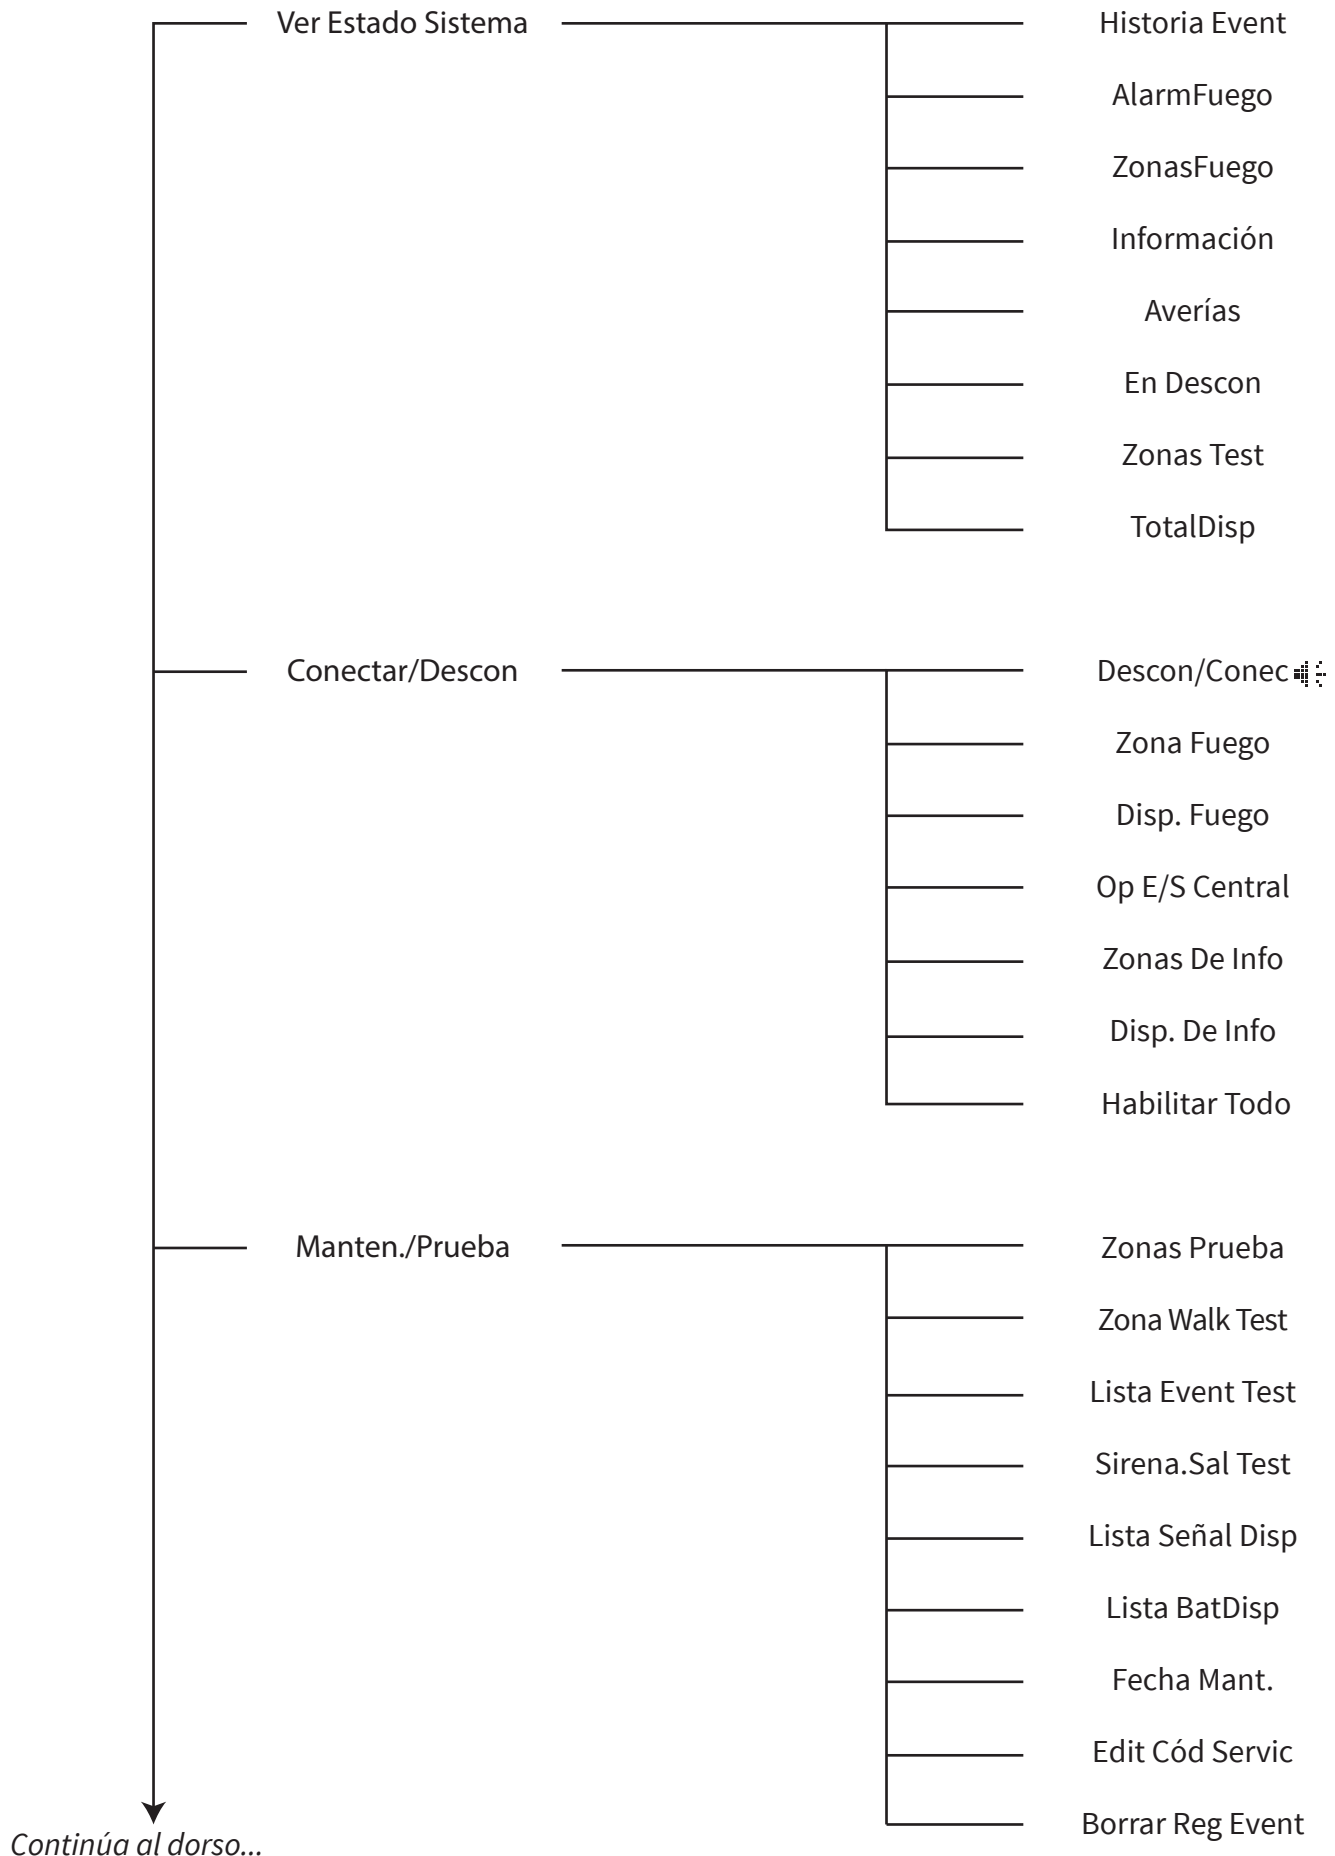 Ver Estado Sistema
Historia Event
AlarmFuego
ZonasFuego
Información
Averías
En Descon
Zonas Test
TotalDisp
Conectar/Descon
Descon/Conec
Zona Fuego
Disp. Fuego
Op E/S Central
Zonas De Info
Disp. De Info
Habilitar Todo
Manten./Prueba
Zonas Prueba
Zona Walk Test
Lista Event Test
Sirena.Sal Test
Lista Señal Disp
Lista BatDisp
Fecha Mant.
Edit Cód Servic
Borrar Reg Event
Continúa al dorso...